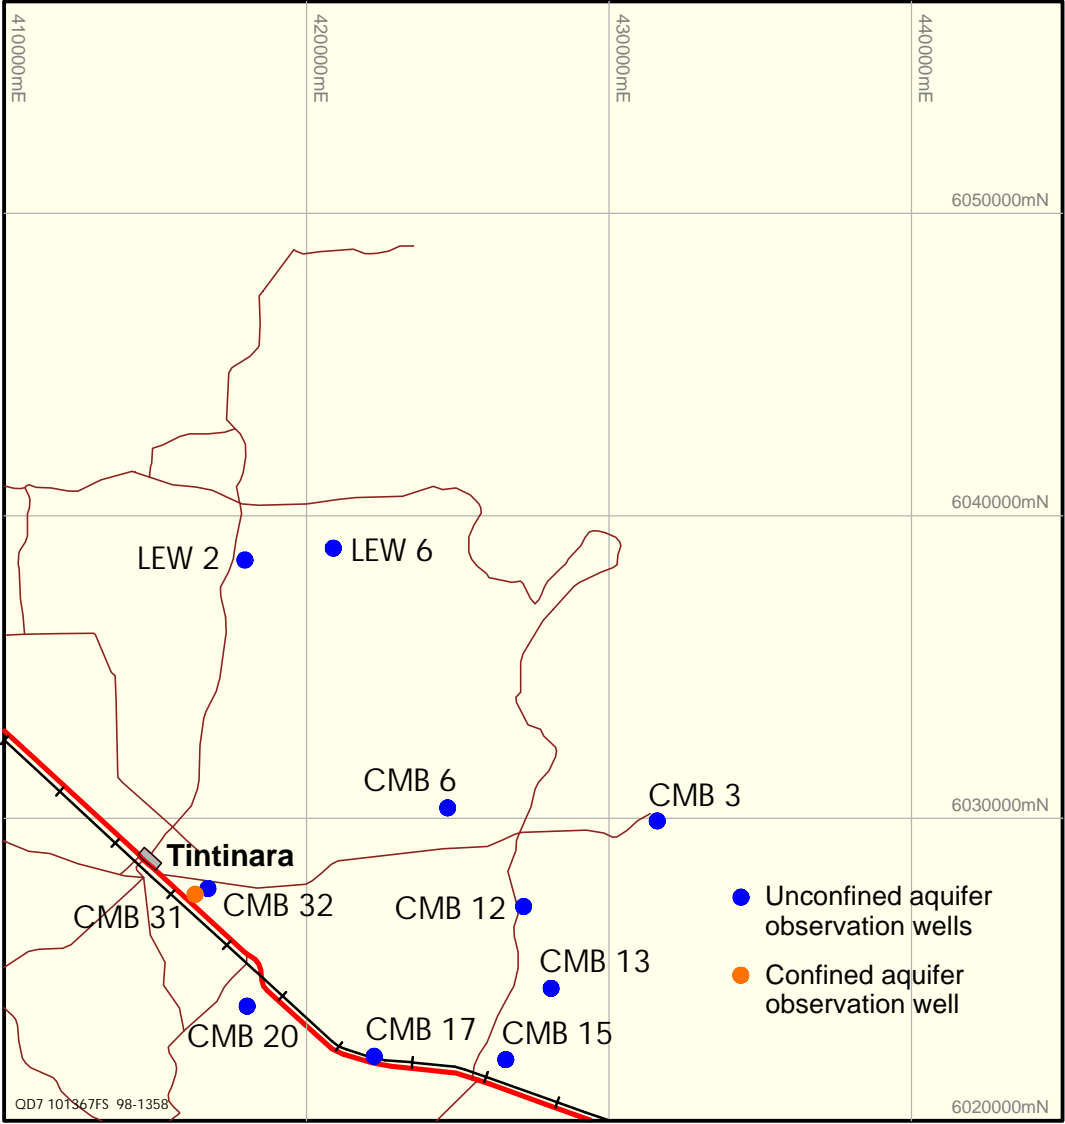 410000mE
420000mE
430000mE
440000mE
6050000mN
6040000mN
LEW 2
LEW 6
CMB 6
CMB 3
6030000mN
Tintinara
CMB 32
CMB 31
CMB 12
Unconfined aquifer
observation wells
CMB 13
Confined aquifer
observation well
CMB 20
CMB 17
CMB 15
QD7 101367FS 98-1358
6020000mN